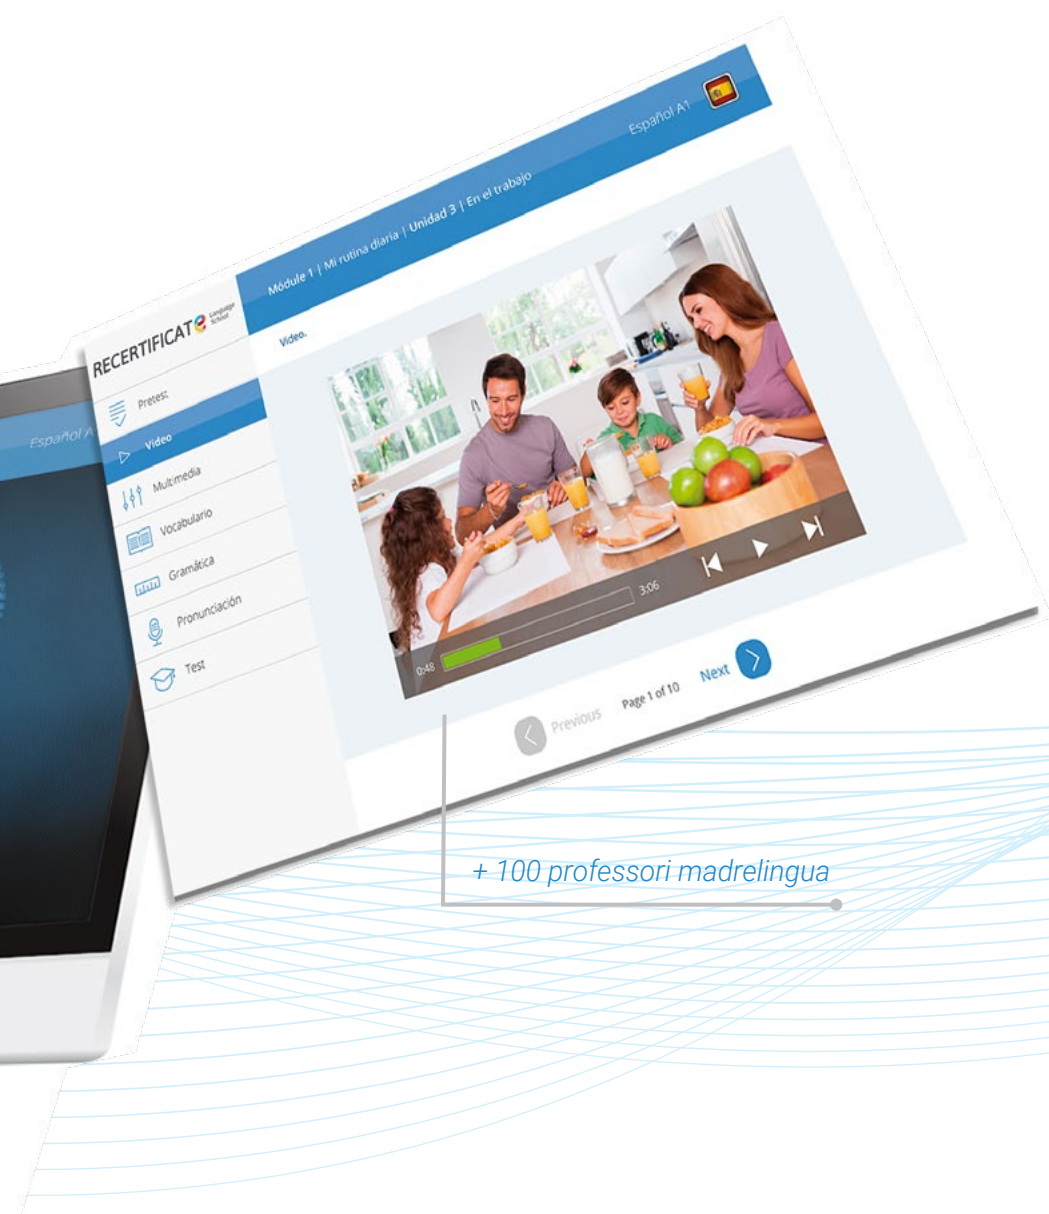 Español A1
Módule 1 | Mi rutina diaria | Unidad 3 | En el trabajo
RECERTIFICATe Language School
Video.
Pretest
Video
Multimedia
Vocabulario
Gramática
Pronunciación
Test
0:48
3:06
Previous
Page 1 of 10
Next
Español A
+ 100 professori madrelingua